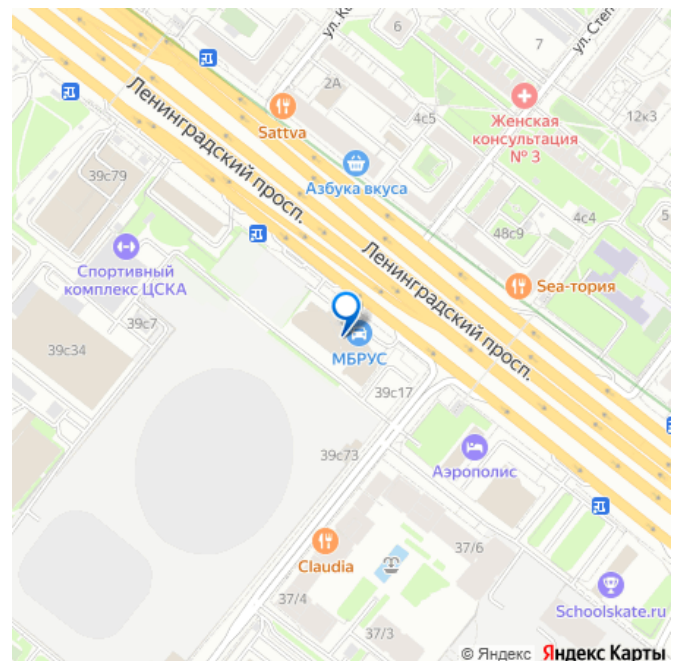 ул. Ко
6
7
ул. Степ
2А
Sattva
4с5
Женская
консультация
№ 3
12к3
Ленинградский просп.
39с79
Азбука вкуса
48с9
4с4
5
Спортивный
комплекс ЦСКА
Ленинградский просп.
Sea-тория
39с7
39с34
МБРУС
39с17
39с73
Аэрополис
Claudia
37/6
37/4
37/3
Schoolskate.ru
© Яндекс Яндекс Карты